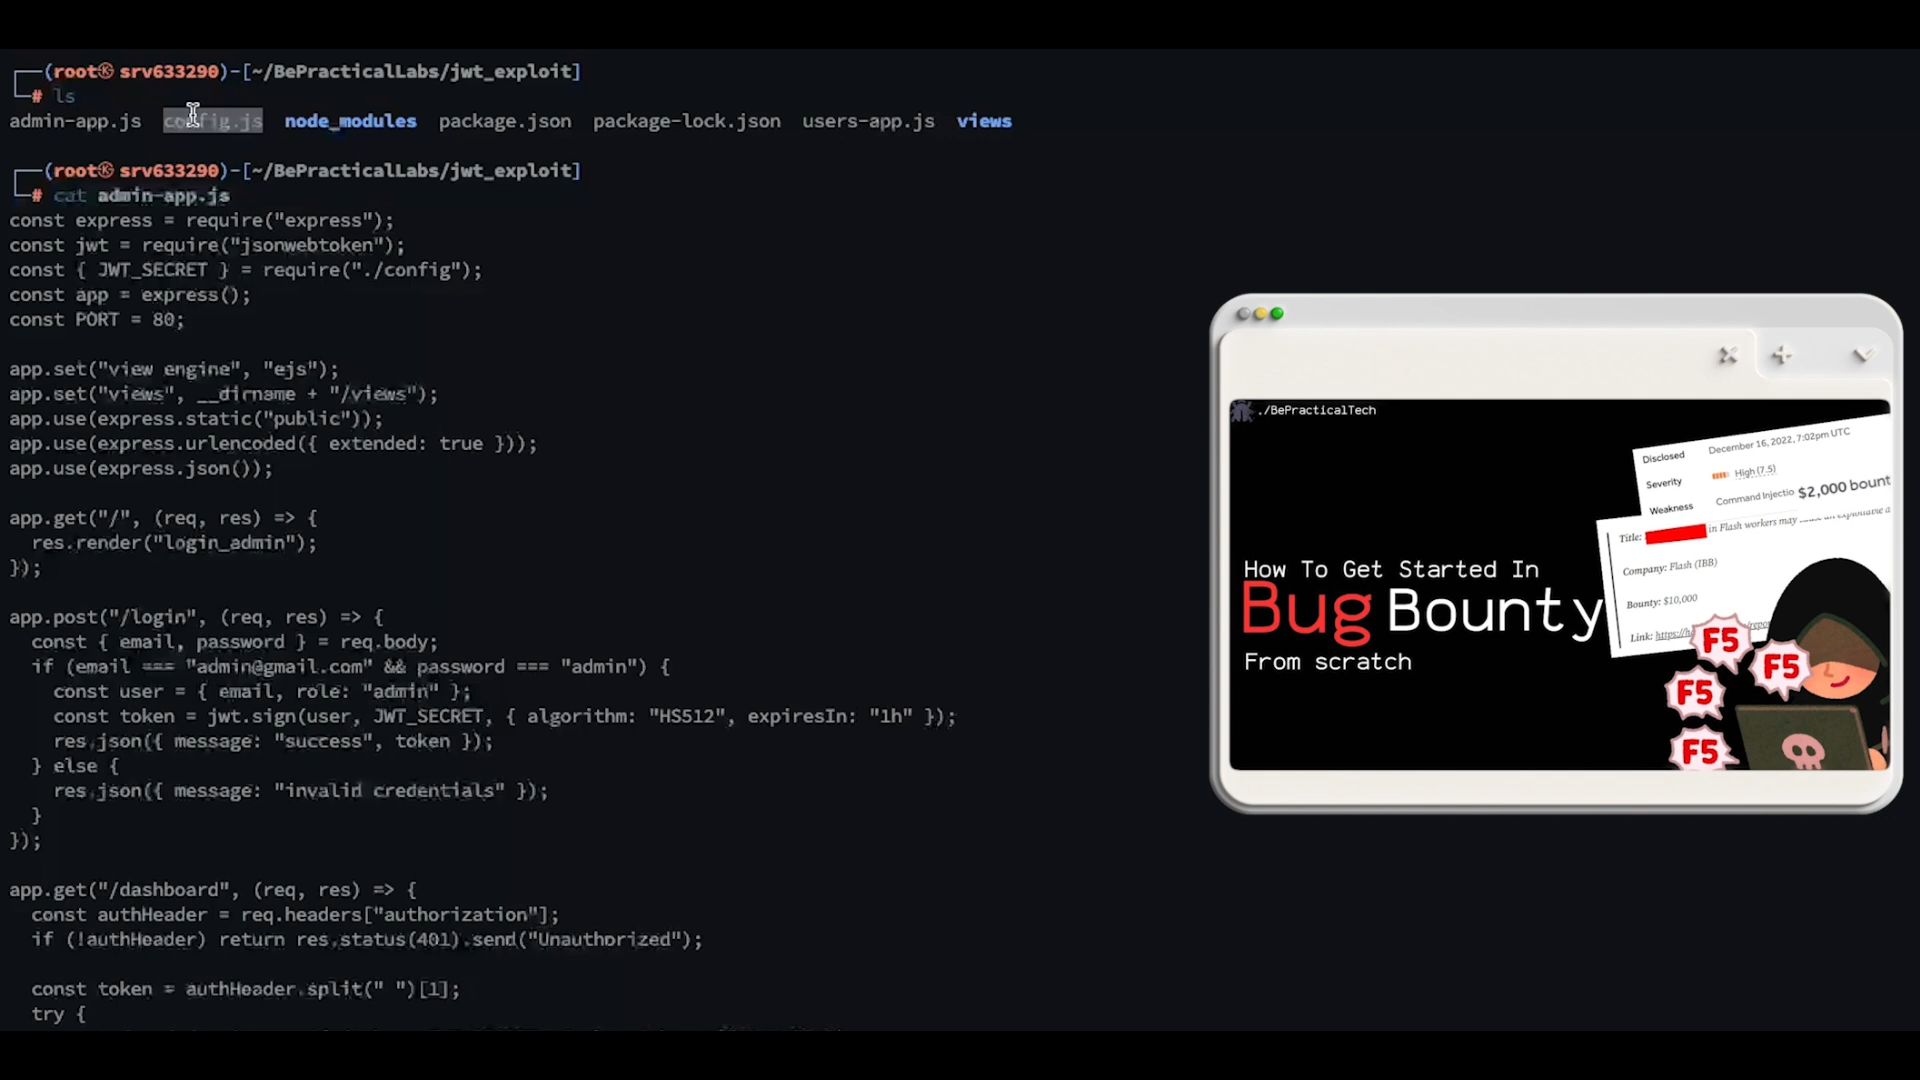 (root㉿srv633290)-[~/BePracticalLabs/jwt_exploit]
# ls
admin-app.js config.js node_modules package.json package-lock.json users-app.js views
(root㉿srv633290)-[~/BePracticalLabs/jwt_exploit]
# cat admin-app.js
const express = require("express");
const jwt = require("jsonwebtoken");
const { JWT_SECRET } = require("./config");
const app = express();
const PORT = 80;
app.set("view engine", "ejs");
app.set("views", __dirname + "/views");
app.use(express.static("public"));
app.use(express.urlencoded({ extended: true }));
app.use(express.json());
app.get("/", (req, res) => {
res.render("login_admin");
});
app.post("/login", (req, res) => {
const { email, password } = req.body;
if (email === "admin@gmail.com" && password === "admin") {
const user = { email, role: "admin" };
const token = jwt.sign(user, JWT_SECRET, { algorithm: "HS512", expiresIn: "1h" });
res.json({ message: "success", token });
} else {
res.json({ message: "invalid credentials" });
}
});
app.get("/dashboard", (req, res) => {
const authHeader = req.headers["authorization"];
if (!authHeader) return res.status(401).send("Unauthorized");
const token = authHeader.split(" ")[1];
try {
./BePracticalTech
Disclosed December 16, 2022, 7:02pm UTC
Severity High (7.5)
Weakness Command Injectio $2,000 bount
Title: in Flash workers may
Company: Flash (IBB)
Bounty: $10,000
Link: https://h
How To Get Started In
Bug Bounty
From scratch
F5
F5
F5
F5